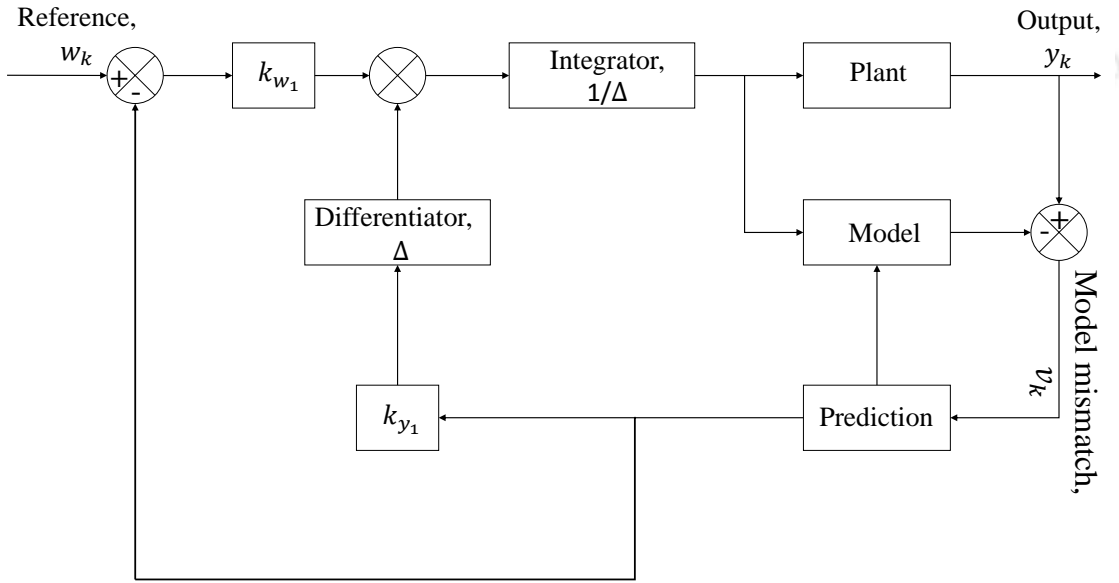 Reference,
w_k
Output,
y_k
+
-
k_{w_1}
Integrator,
1/Δ
Plant
Differentiator,
Δ
Model
-
+
Model mismatch,
v_k
k_{y_1}
Prediction